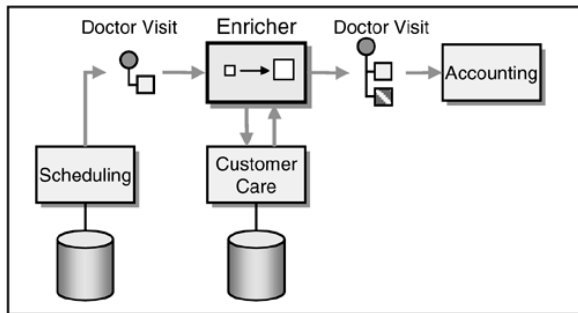 Doctor Visit
Enricher
Doctor Visit
Accounting
Scheduling
Customer
Care